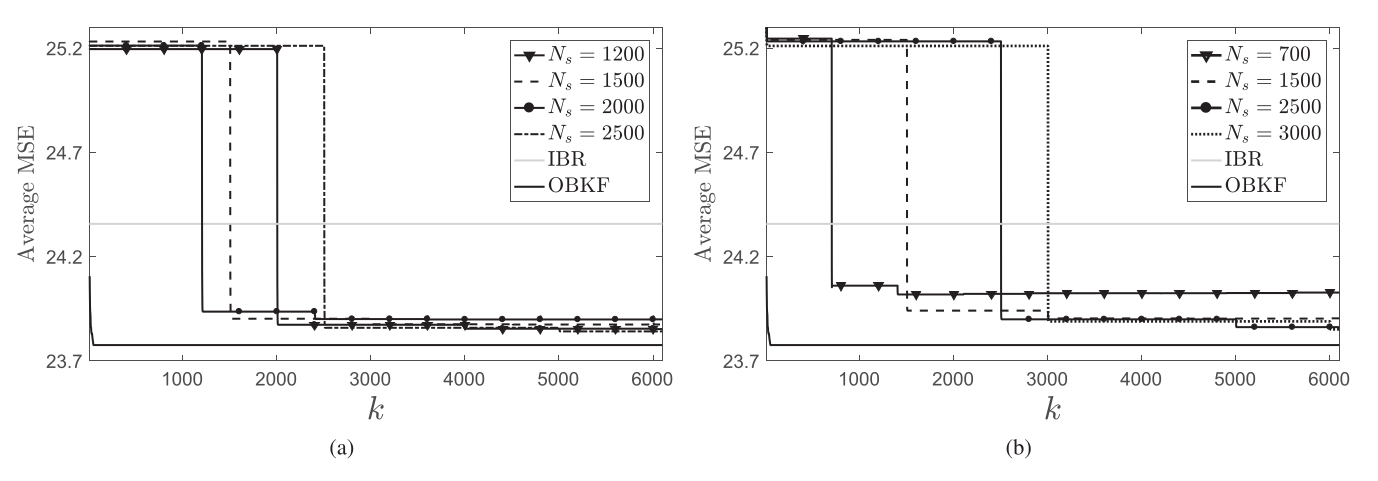 Average MSE
25.2
24.7
24.2
23.7
1000
2000
3000
4000
5000
6000
k
N_s = 1200
N_s = 1500
N_s = 2000
N_s = 2500
IBR
OBKF
(a)
Average MSE
25.2
24.7
24.2
23.7
1000
2000
3000
4000
5000
6000
k
N_s = 700
N_s = 1500
N_s = 2500
N_s = 3000
IBR
OBKF
(b)